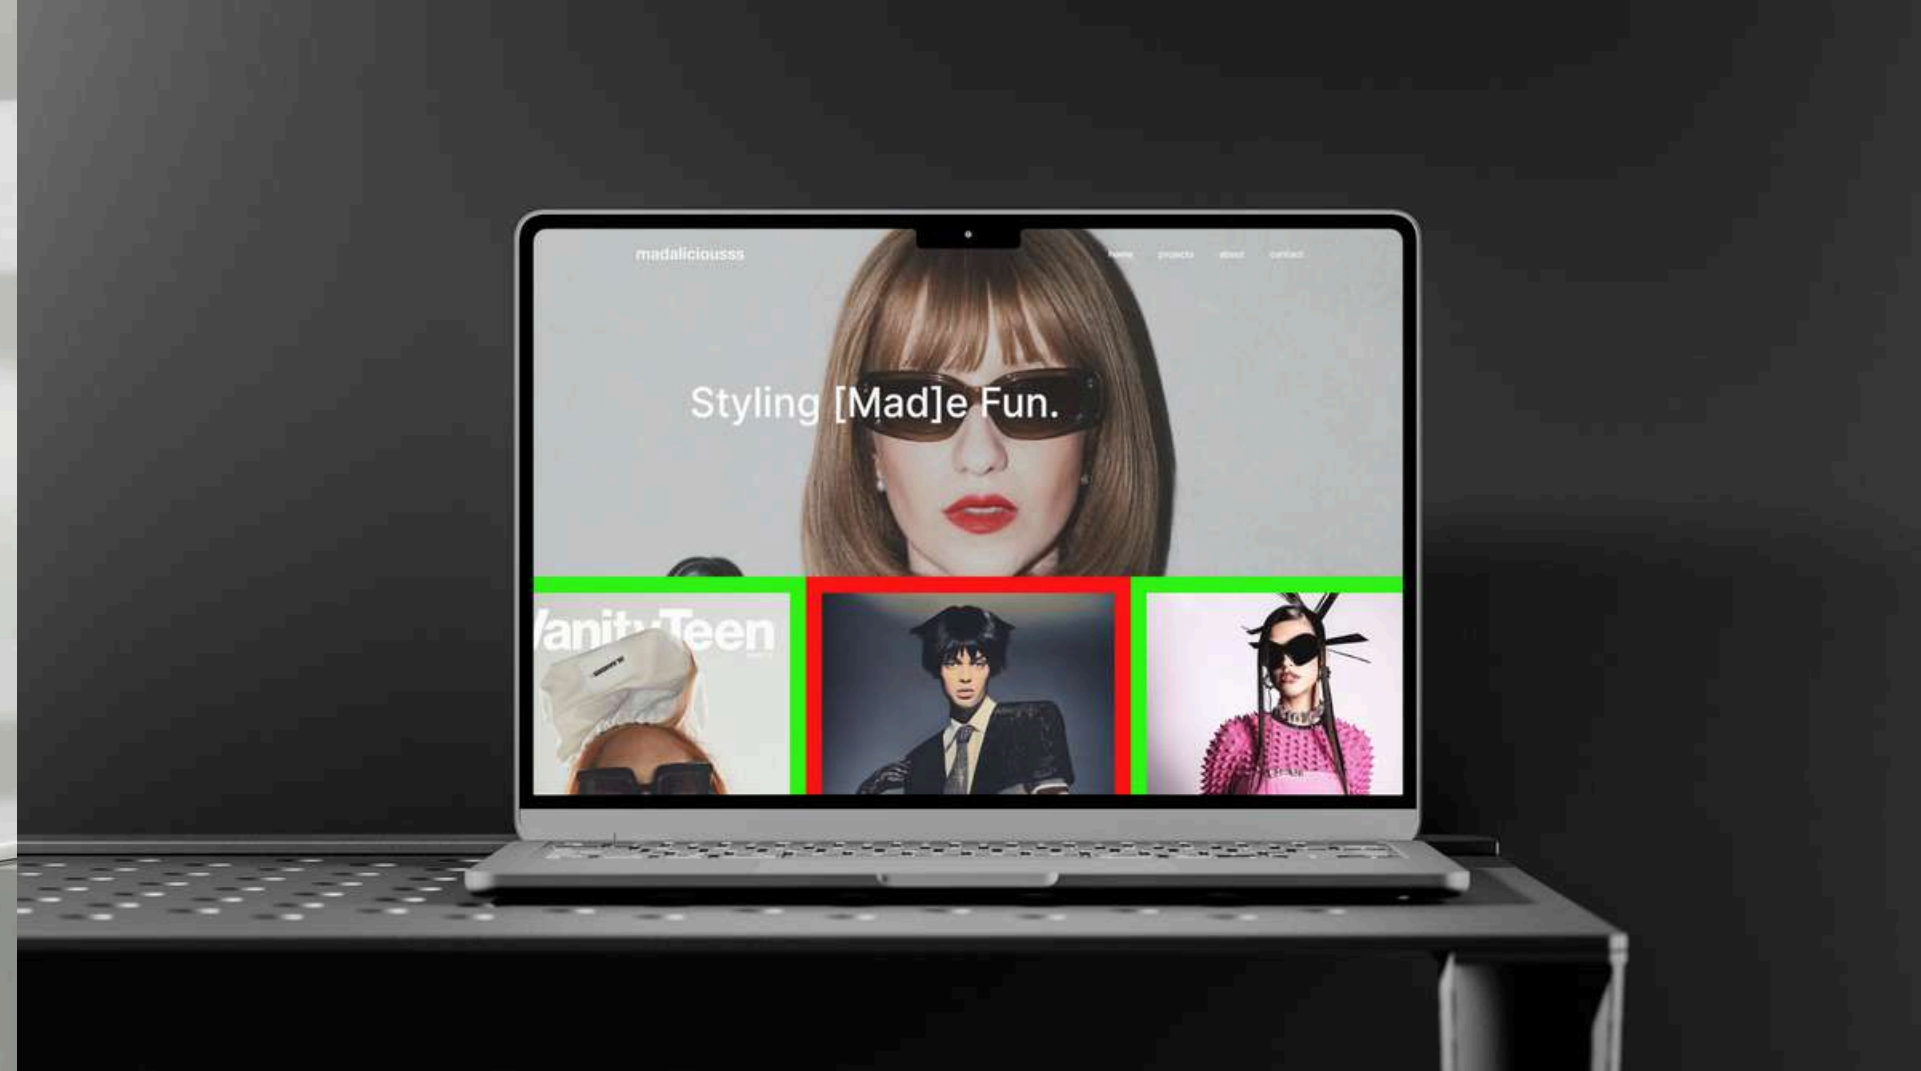 madaliciousss
home projects about contact
Styling [Mad]e Fun.
VanityTeen